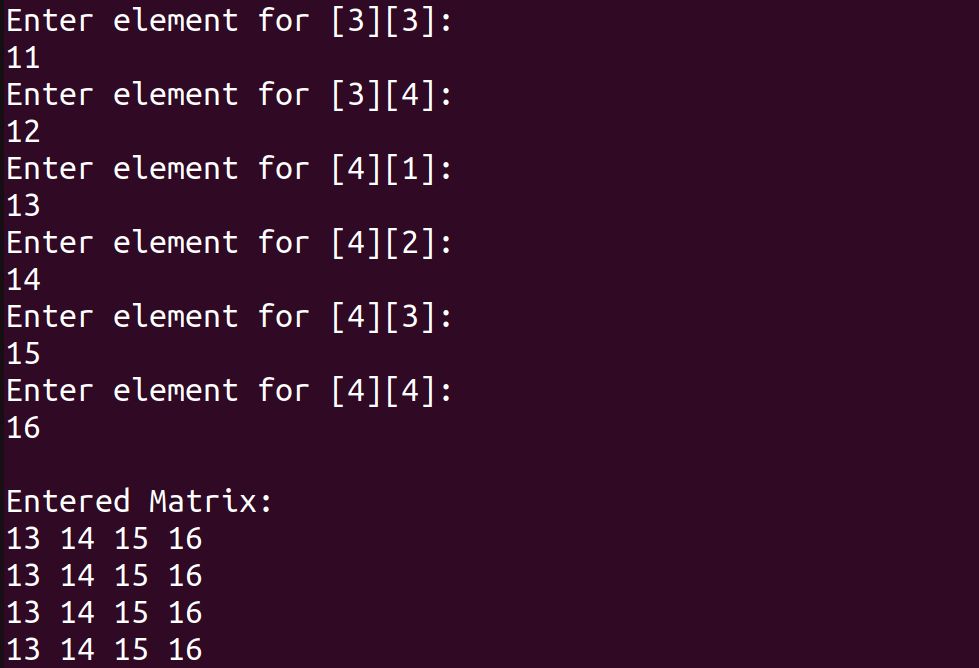 Enter element for [3][3]:
11
Enter element for [3][4]:
12
Enter element for [4][1]:
13
Enter element for [4][2]:
14
Enter element for [4][3]:
15
Enter element for [4][4]:
16
Entered Matrix:
13 14 15 16
13 14 15 16
13 14 15 16
13 14 15 16